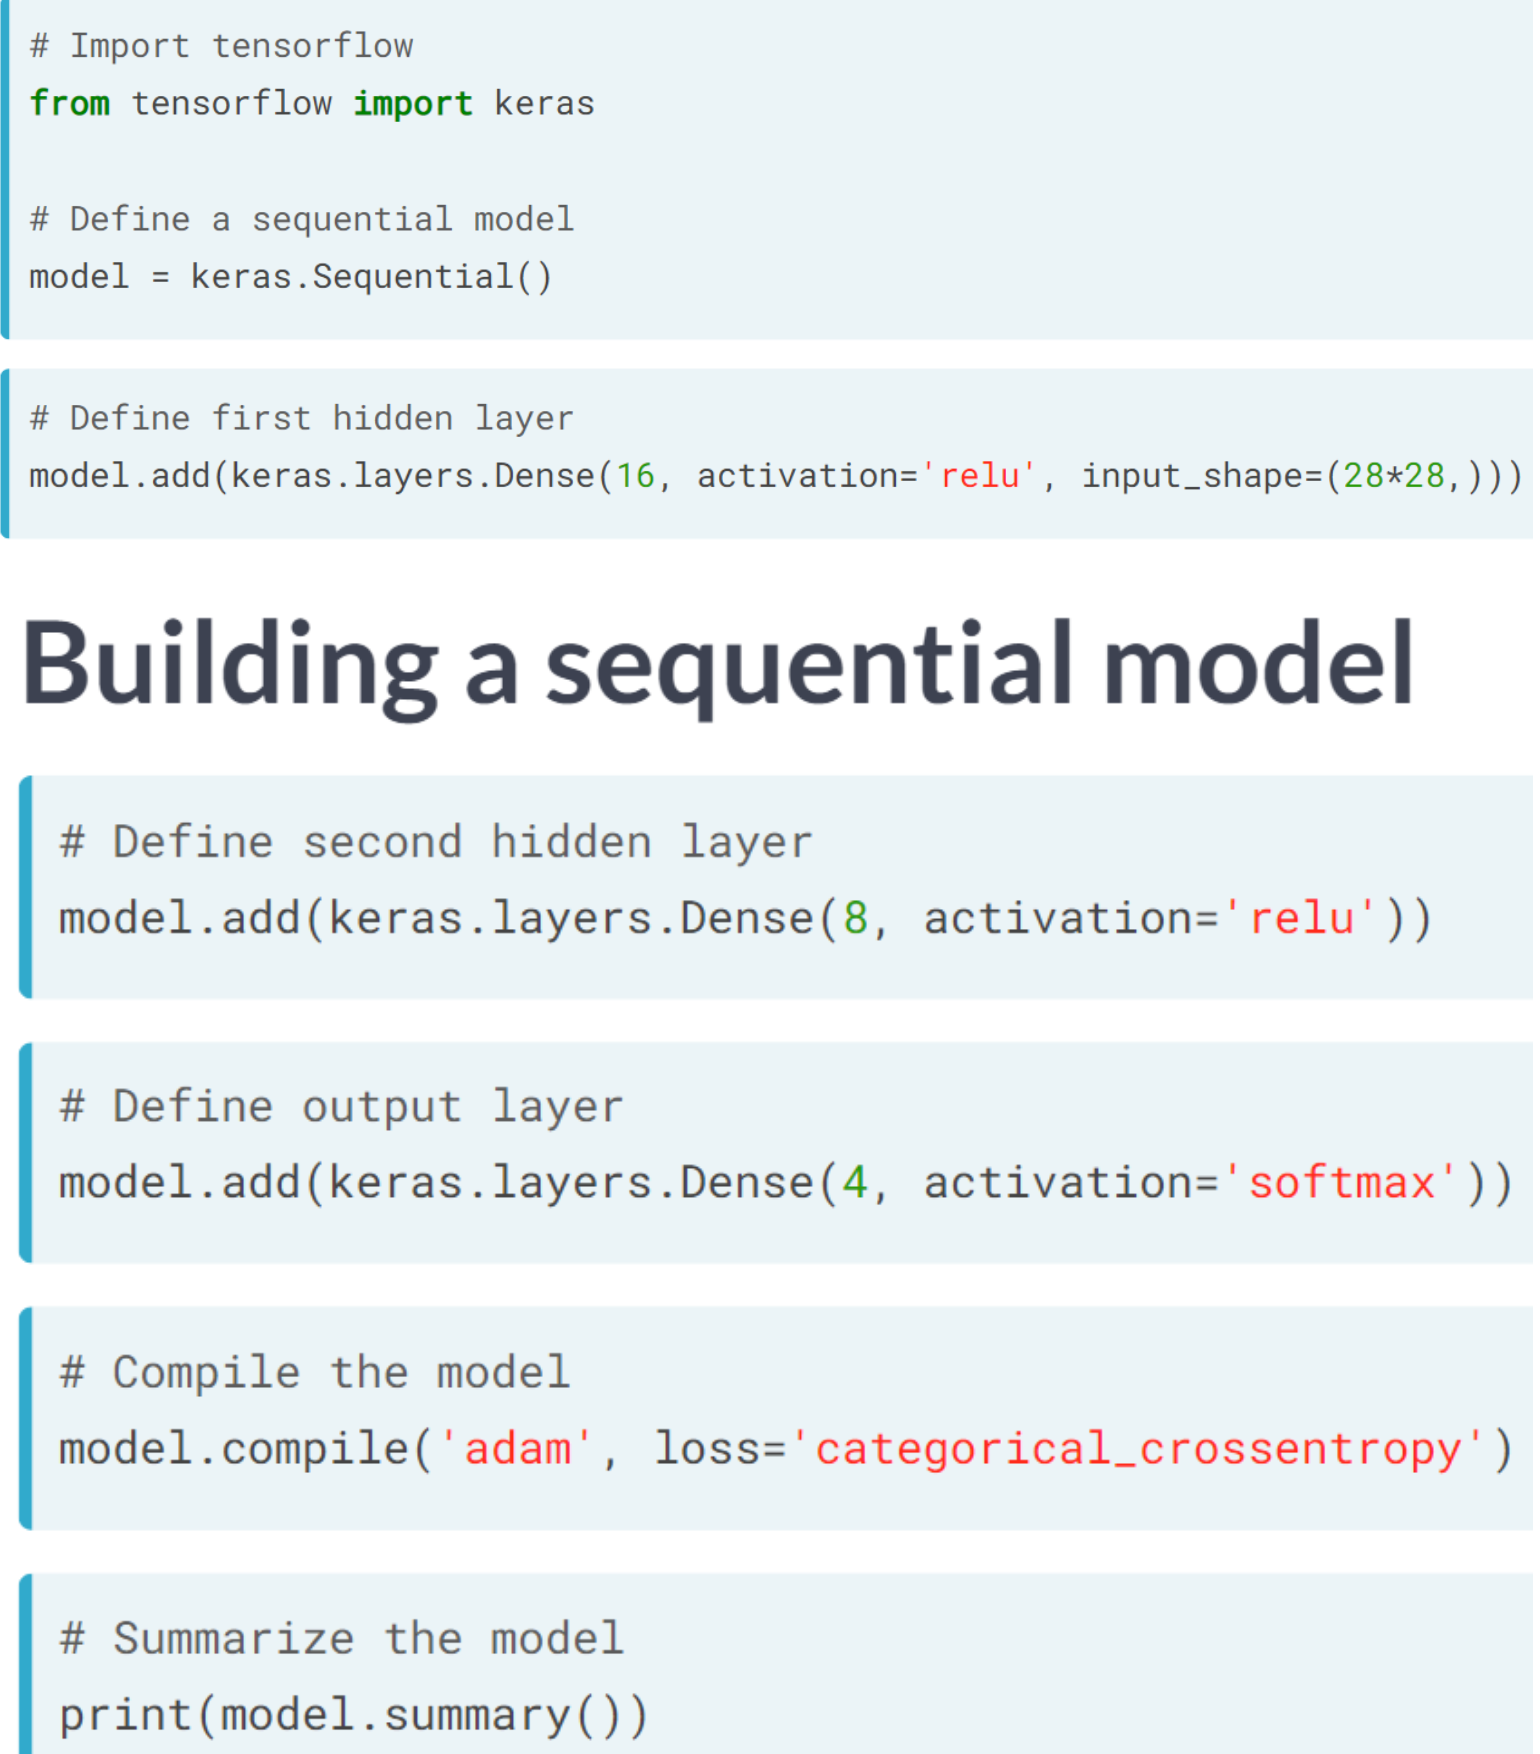 # Import tensorflow
from tensorflow import keras
# Define a sequential model
model = keras.Sequential()
# Define first hidden layer
model.add(keras.layers.Dense(16, activation='relu', input_shape=(28*28,)))
Building a sequential model
# Define second hidden layer
model.add(keras.layers.Dense(8, activation='relu'))
# Define output layer
model.add(keras.layers.Dense(4, activation='softmax'))
# Compile the model
model.compile('adam', loss='categorical_crossentropy')
# Summarize the model
print(model.summary())